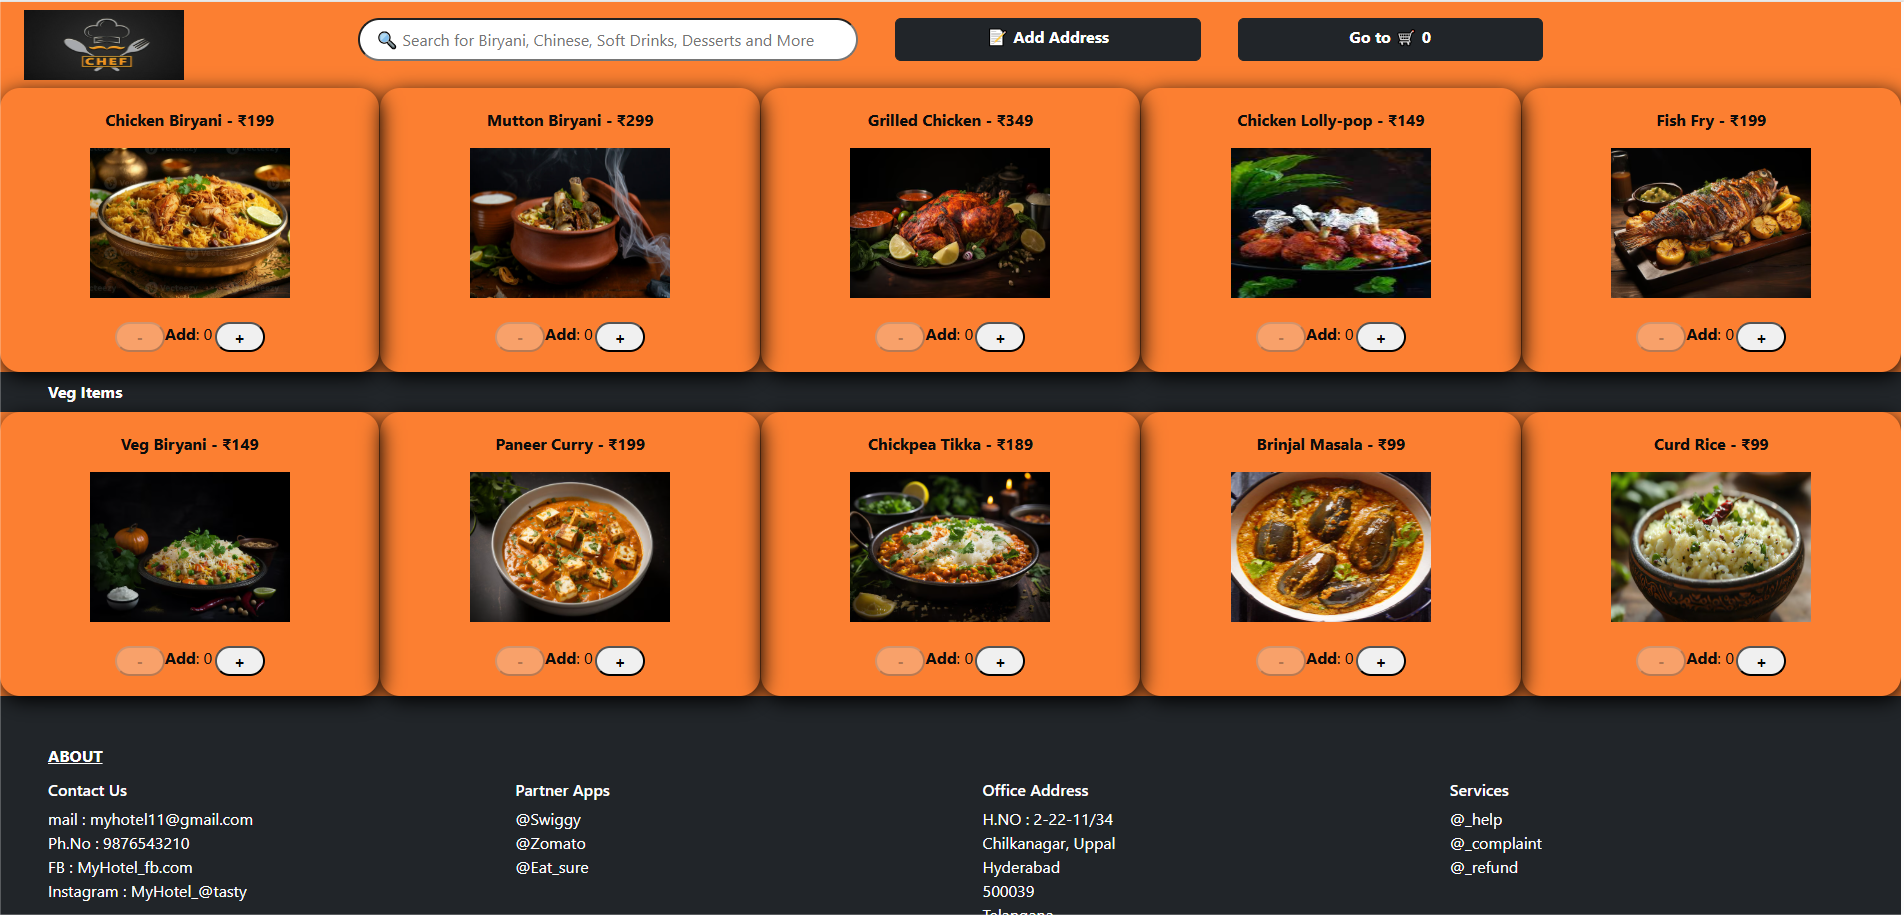 CHEF
🔍 Search for Biryani, Chinese, Soft Drinks, Desserts and More
📝 Add Address
Go to 🛒 0
Chicken Biryani - ₹199
Mutton Biryani - ₹299
Grilled Chicken - ₹349
Chicken Lolly-pop - ₹149
Fish Fry - ₹199
- Add: 0 +
- Add: 0 +
- Add: 0 +
- Add: 0 +
- Add: 0 +
Veg Items
Veg Biryani - ₹149
Paneer Curry - ₹199
Chickpea Tikka - ₹189
Brinjal Masala - ₹99
Curd Rice - ₹99
- Add: 0 +
- Add: 0 +
- Add: 0 +
- Add: 0 +
- Add: 0 +
ABOUT
Contact Us
mail : myhotel11@gmail.com
Ph.No : 9876543210
FB : MyHotel_fb.com
Instagram : MyHotel_@tasty
Partner Apps
@Swiggy
@Zomato
@Eat_sure
Office Address
H.NO : 2-22-11/34
Chilkanagar, Uppal
Hyderabad
500039
Telangana
Services
@_help
@_complaint
@_refund